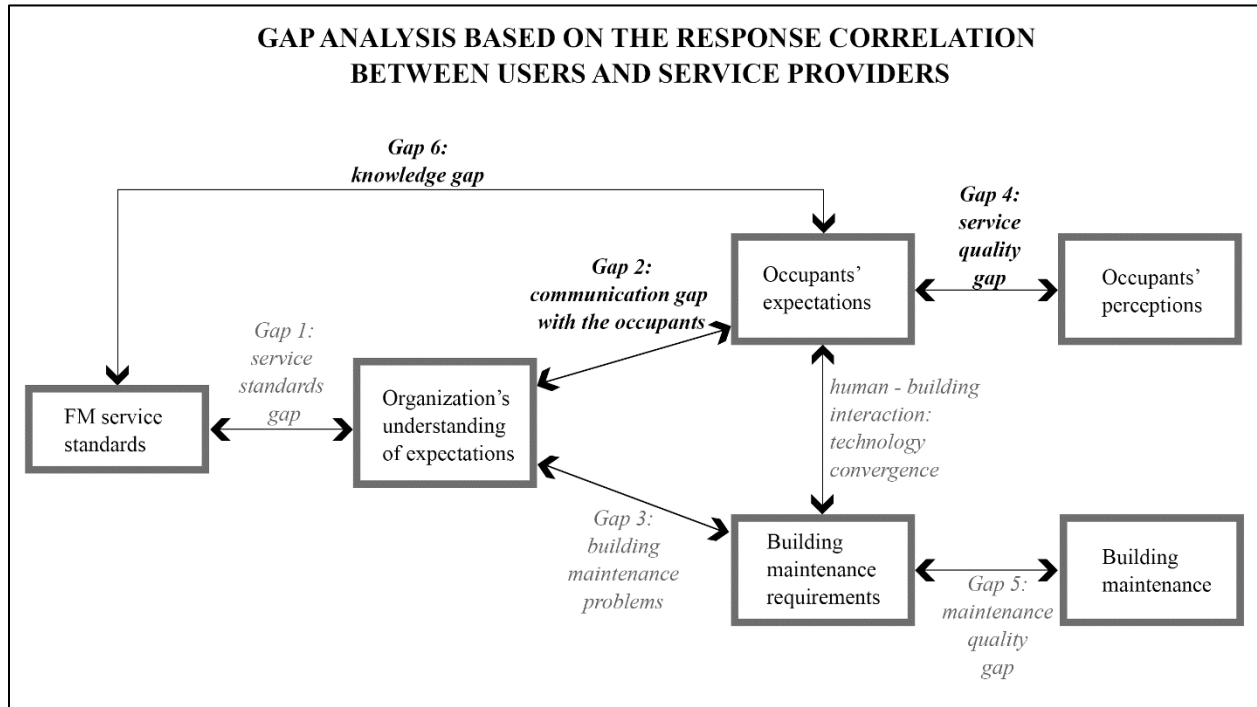 GAP ANALYSIS BASED ON THE RESPONSE CORRELATION
BETWEEN USERS AND SERVICE PROVIDERS
Gap 6:
knowledge gap
Gap 4:
service
quality
gap
Gap 2:
communication gap
with the occupants
Occupants’
expectations
Occupants’
perceptions
Gap 1:
service
standards
gap
FM service
standards
Organization’s
understanding
of expectations
human - building
interaction:
technology
convergence
Gap 3:
building
maintenance
problems
Building
maintenance
requirements
Gap 5:
maintenance
quality
gap
Building
maintenance